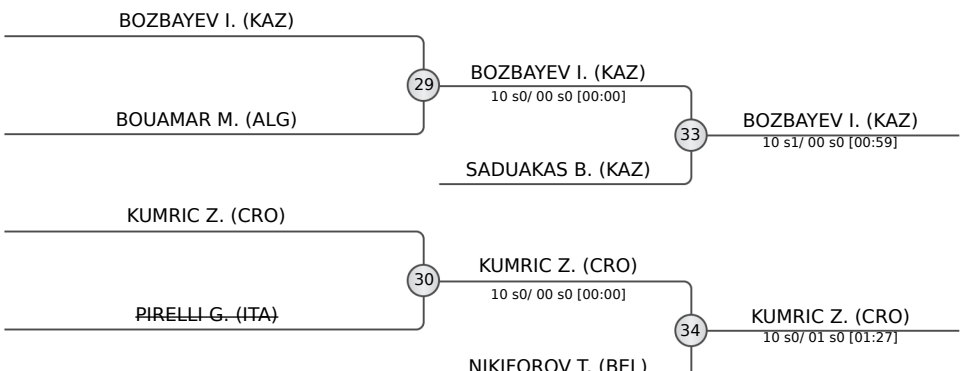 BOZBAYEV I. (KAZ)
29
BOZBAYEV I. (KAZ)
10 s0/ 00 s0 [00:00]
BOUAMAR M. (ALG)
33
BOZBAYEV I. (KAZ)
10 s1/ 00 s0 [00:59]
SADUAKAS B. (KAZ)
KUMRIC Z. (CRO)
30
KUMRIC Z. (CRO)
10 s0/ 00 s0 [00:00]
PIRELLI G. (ITA)
34
KUMRIC Z. (CRO)
10 s0/ 01 s0 [01:27]
NIKIFOROV T. (BEL)